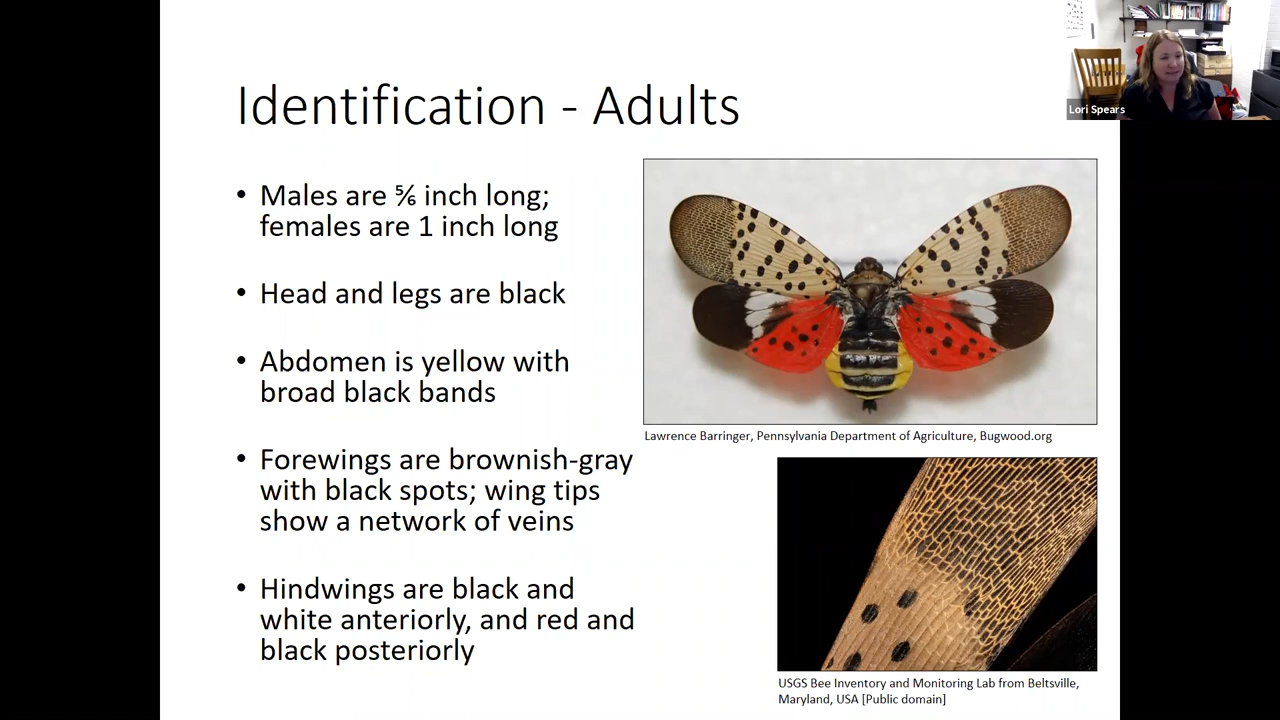 Lori Spears
Identification - Adults
• Males are ⅚ inch long;
females are 1 inch long
• Head and legs are black
• Abdomen is yellow with
broad black bands
• Forewings are brownish-gray
with black spots; wing tips
show a network of veins
• Hindwings are black and
white anteriorly, and red and
black posteriorly
Lawrence Barringer, Pennsylvania Department of Agriculture, Bugwood.org
USGS Bee Inventory and Monitoring Lab from Beltsville,
Maryland, USA [Public domain]